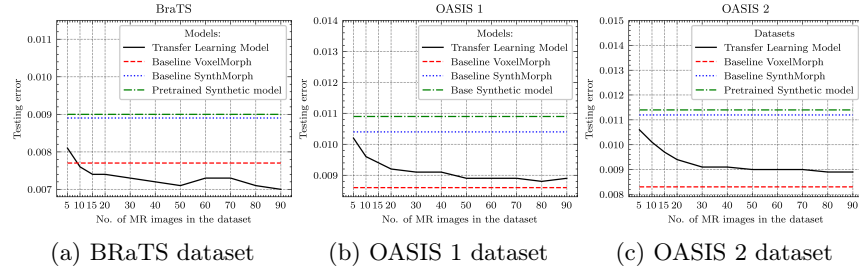 BraTS
Models:
Transfer Learning Model
Baseline VoxelMorph
Baseline SynthMorph
Pretrained Synthetic model
Testing error
0.011
0.010
0.009
0.008
0.007
5 10 15 20 30 40 50 60 70 80 90
No. of MR images in the dataset
(a) BRaTS dataset
OASIS 1
Models:
Transfer Learning Model
Baseline VoxelMorph
Baseline SynthMorph
Base Synthetic model
Testing error
0.014
0.013
0.012
0.011
0.010
0.009
5 10 15 20 30 40 50 60 70 80 90
No. of MR images in the dataset
(b) OASIS 1 dataset
OASIS 2
Datasets
Transfer Learning Model
Baseline VoxelMorph
Baseline SynthMorph
Pretrained Synthetic model
Testing error
0.015
0.014
0.013
0.012
0.011
0.010
0.009
0.008
5 10 15 20 30 40 50 60 70 80 90
No. of MR images in the dataset
(c) OASIS 2 dataset